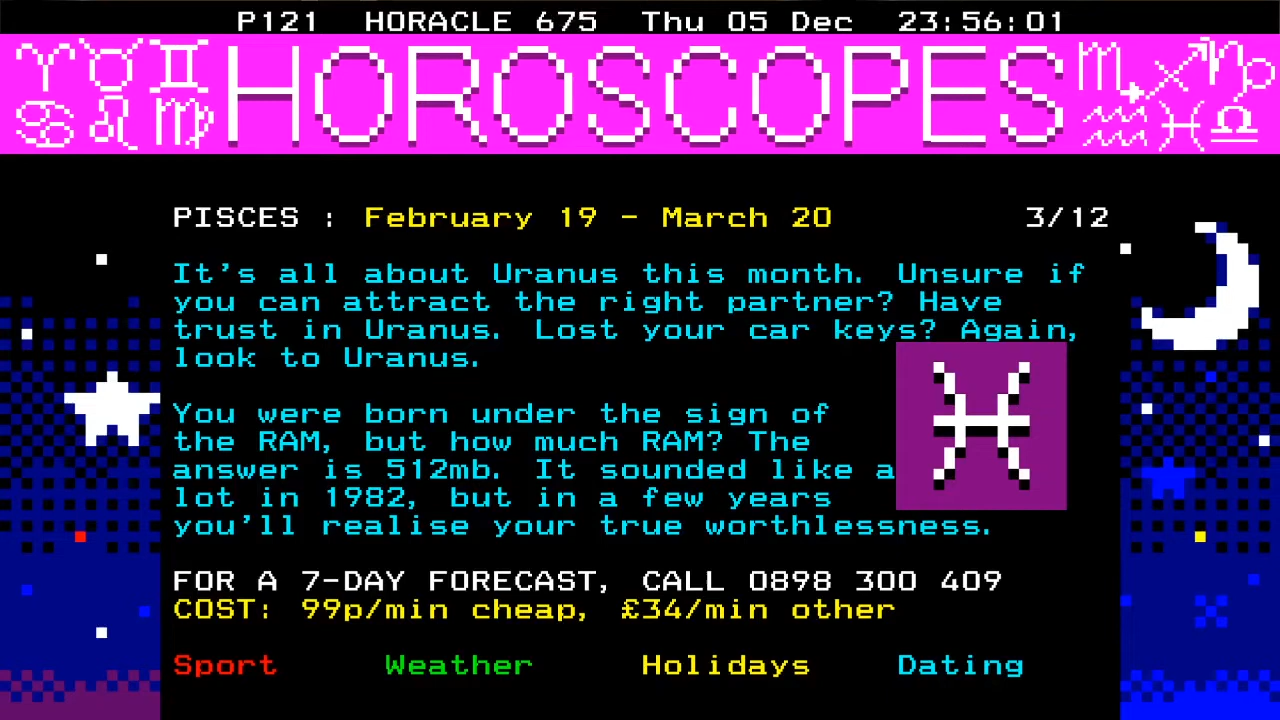 P121 HORACLE 675 Thu 05 Dec 23:56:01
HOROSCOPES
PISCES : February 19 - March 20 3/12
It's all about Uranus this month. Unsure if
you can attract the right partner? Have
trust in Uranus. Lost your car keys? Again,
look to Uranus.
You were born under the sign of
the RAM, but how much RAM? The
answer is 512mb. It sounded like a
lot in 1982, but in a few years
you'll realise your true worthlessness.
FOR A 7-DAY FORECAST, CALL 0898 300 409
COST: 99p/min cheap, £34/min other
Sport Weather Holidays Dating